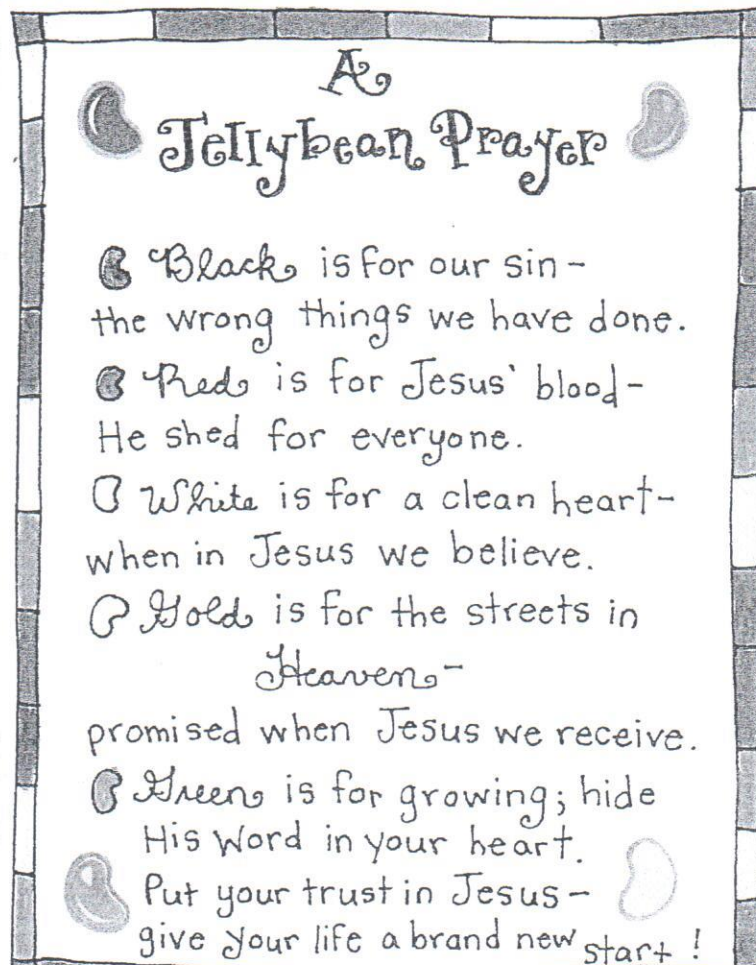 A
Jellybean Prayer
Black is for our sin -
the wrong things we have done.
Red is for Jesus' blood -
He shed for everyone.
White is for a clean heart -
when in Jesus we believe.
Gold is for the streets in
Heaven -
promised when Jesus we receive.
Green is for growing; hide
His Word in your heart.
Put your trust in Jesus -
give your life a brand new start!